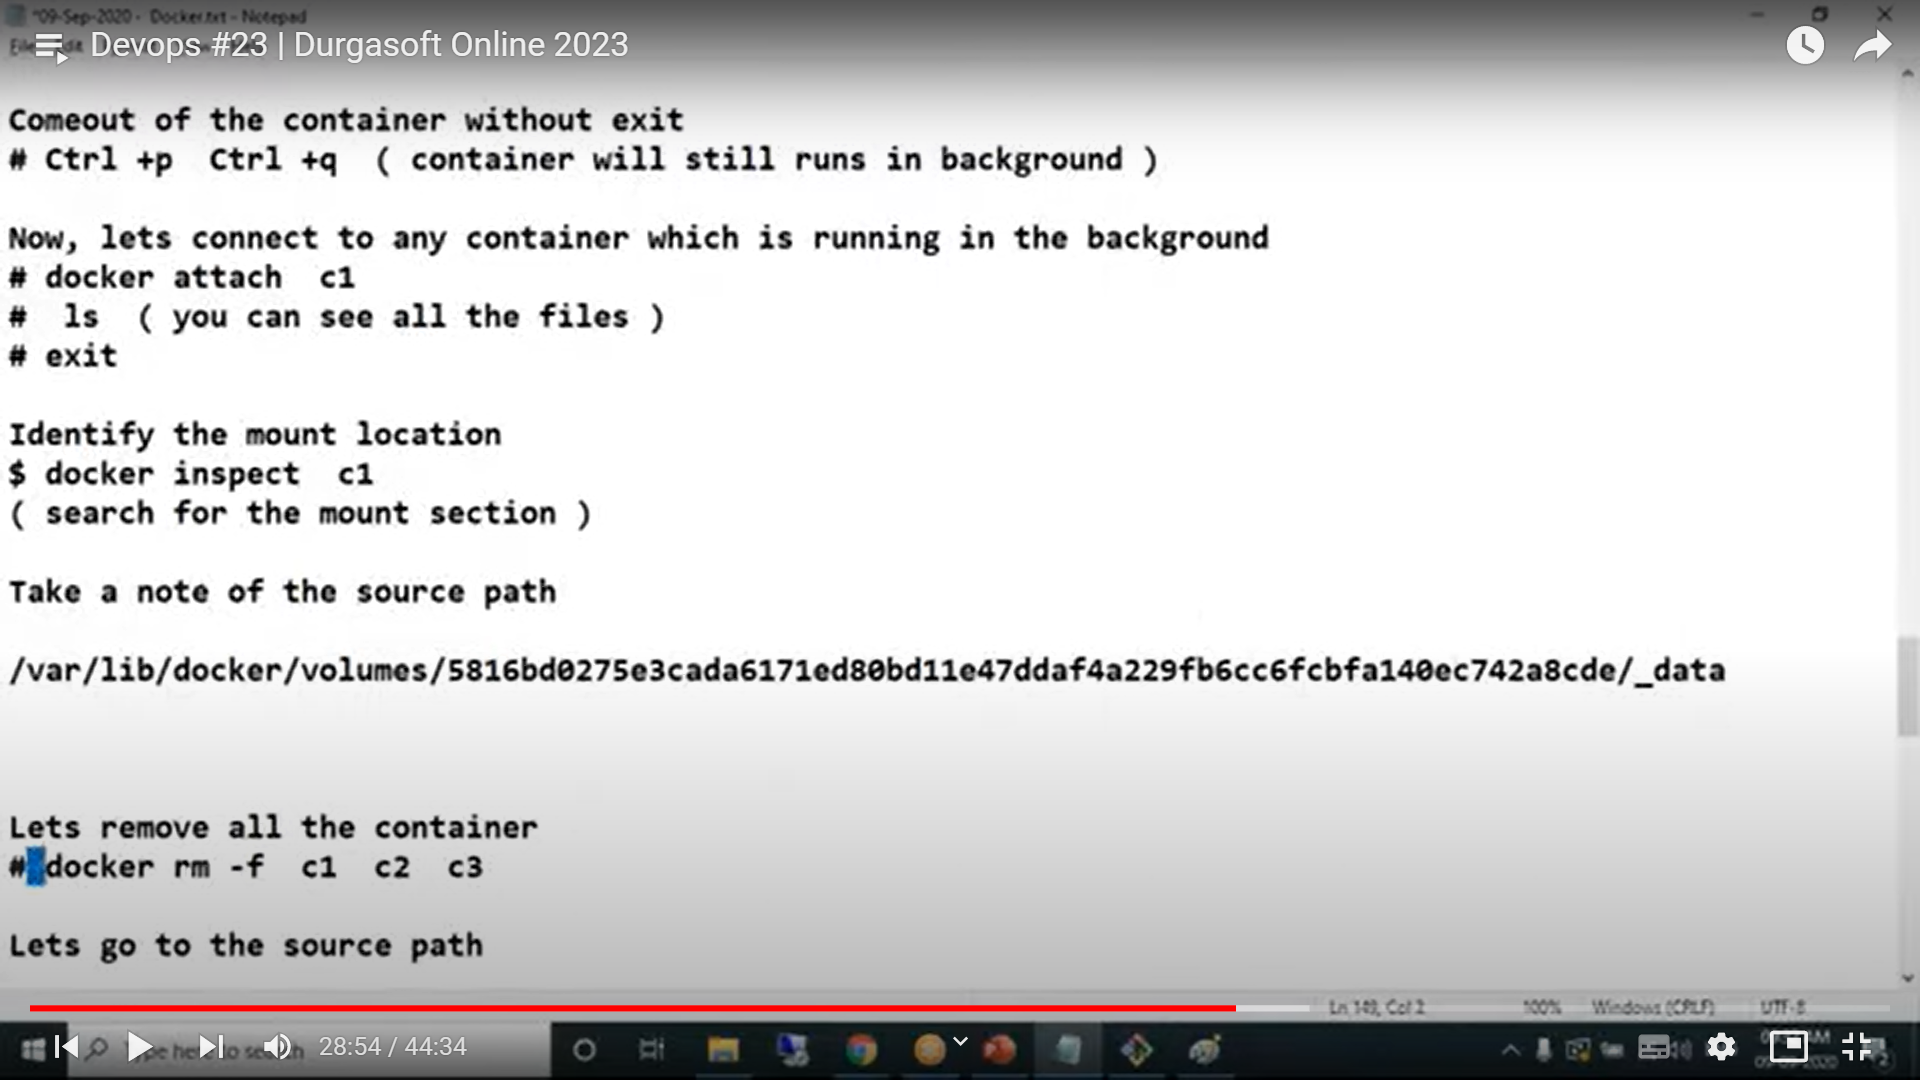 *09-Sep-2020 - Docker.txt - Notepad
Devops #23 | Durgasoft Online 2023
Comeout of the container without exit
# Ctrl +p  Ctrl +q  ( container will still runs in background )
Now, lets connect to any container which is running in the background
# docker attach  c1
#  ls  ( you can see all the files )
# exit
Identify the mount location
$ docker inspect  c1
( search for the mount section )
Take a note of the source path
/var/lib/docker/volumes/5816bd0275e3cada6171ed80bd11e47ddaf4a229fb6cc6fcbfa140ec742a8cde/_data
Lets remove all the container
# docker rm -f  c1  c2  c3
Lets go to the source path
Ln 149, Col 2
100%
Windows (CRLF)
UTF-8
Type here to search
28:54 / 44:34